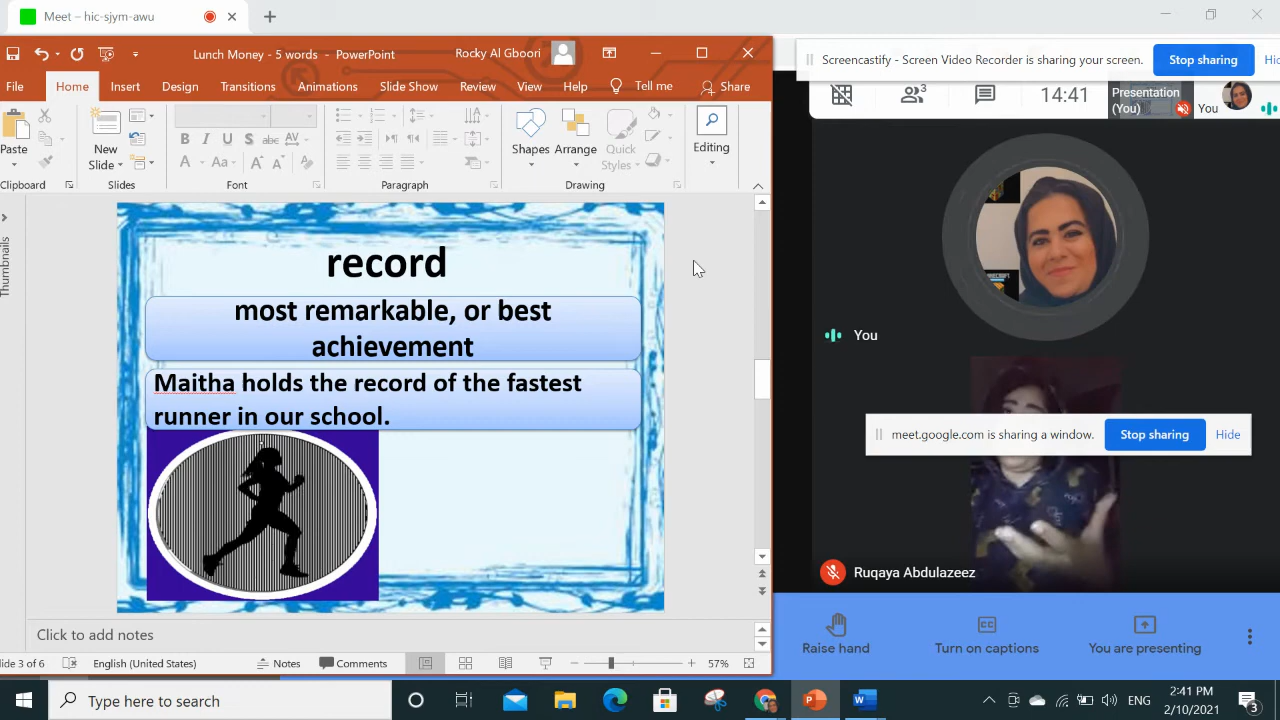 Meet – hic-sjym-awu
Lunch Money - 5 words - PowerPoint
Rocky Al Gboori
File
Home
Insert
Design
Transitions
Animations
Slide Show
Review
View
Help
Tell me
Share
Paste
New
Slide
B I U S abc AV
A Aa A A
Shapes
Arrange
Quick
Styles
Editing
Clipboard
Slides
Font
Paragraph
Drawing
Thumbnails
record
most remarkable, or best
achievement
Maitha holds the record of the fastest
runner in our school.
Click to add notes
Slide 3 of 6
English (United States)
Notes
Comments
57%
Screencastify - Screen Video Recorder is sharing your screen.
Stop sharing
3
14:41
Presentation
(You)
You
You
meet.google.com is sharing a window.
Stop sharing
Hide
Ruqaya Abdulazeez
Raise hand
Turn on captions
You are presenting
Type here to search
ENG
2:41 PM
2/10/2021
3